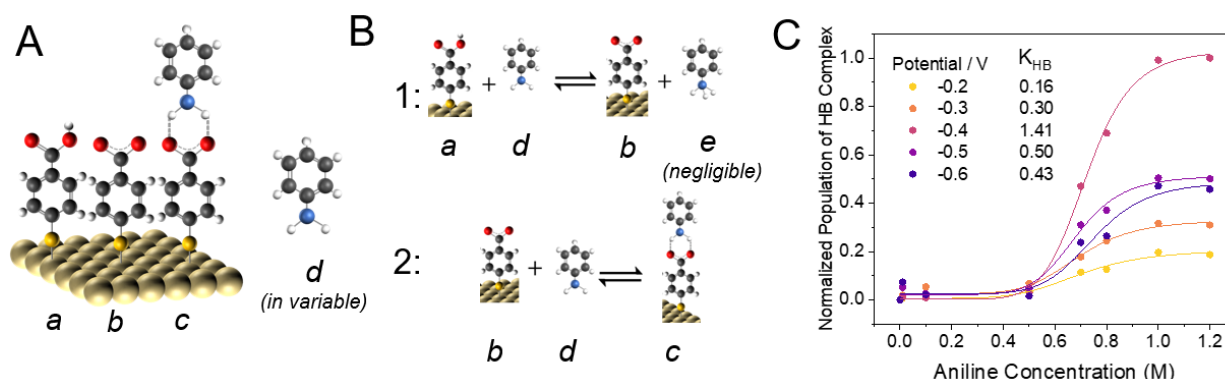 A
a
b
c
d
(in variable)
B
1:
+
+
a
d
b
e
(negligible)
2:
+
b
d
c
C
Normalized Population of HB Complex
1.0
0.8
0.6
0.4
0.2
0.0
Potential / V K_HB
-0.2 0.16
-0.3 0.30
-0.4 1.41
-0.5 0.50
-0.6 0.43
0.0 0.2 0.4 0.6 0.8 1.0 1.2
Aniline Concentration (M)